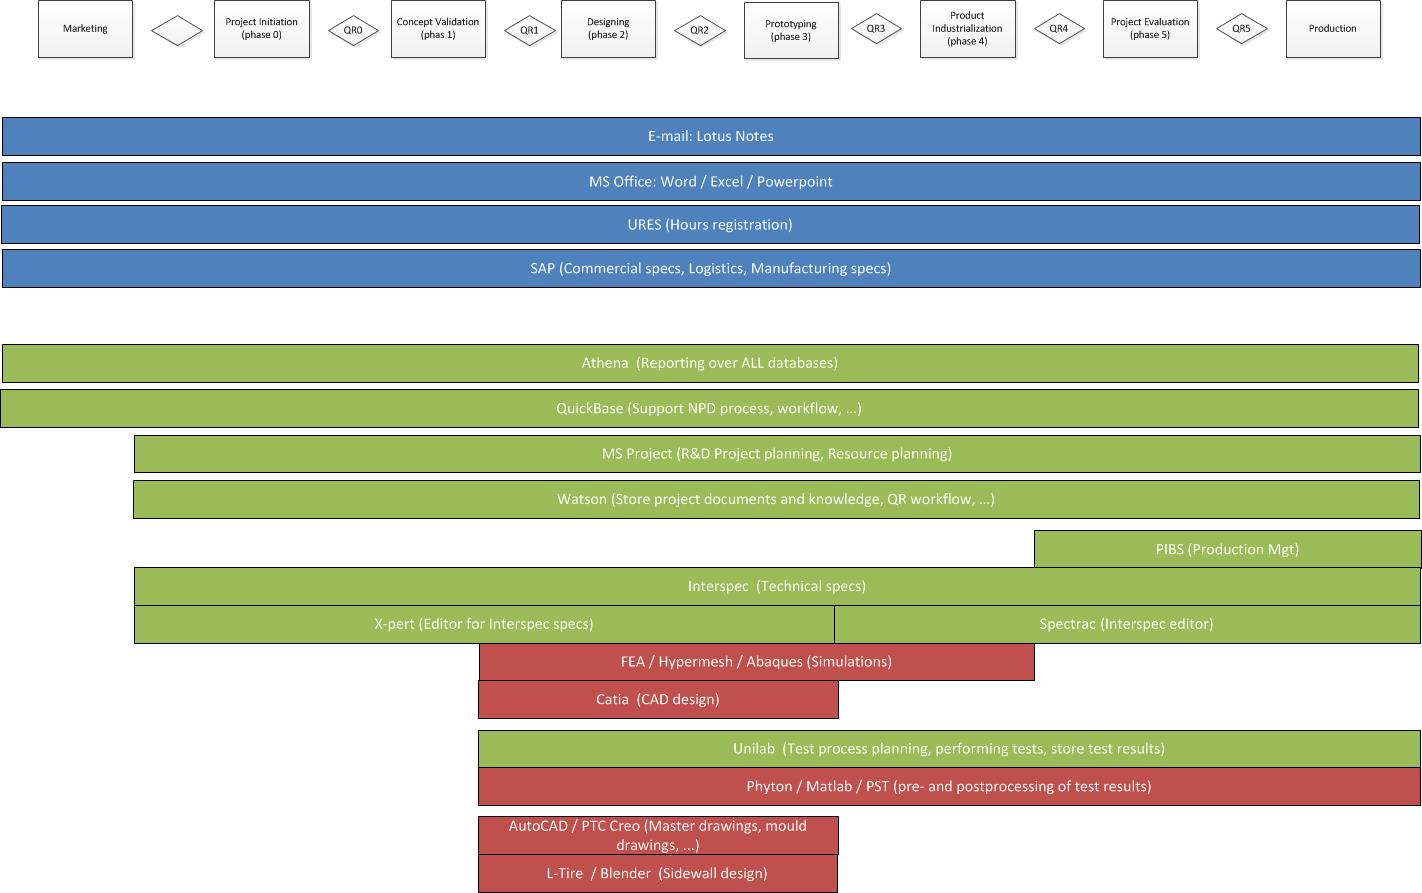 Marketing
Project Initiation
(phase 0)
QR0
Concept Validation
(phas 1)
QR1
Designing
(phase 2)
QR2
Prototyping
(phase 3)
QR3
Product
Industrialization
(phase 4)
QR4
Project Evaluation
(phase 5)
QR5
Production
E-mail: Lotus Notes
MS Office: Word / Excel / Powerpoint
URES (Hours registration)
SAP (Commercial specs, Logistics, Manufacturing specs)
Athena  (Reporting over ALL databases)
QuickBase (Support NPD process, workflow, …)
MS Project (R&D Project planning, Resource planning)
Watson (Store project documents and knowledge, QR workflow, …)
PIBS (Production Mgt)
Interspec  (Technical specs)
X-pert (Editor for Interspec specs)
Spectrac (Interspec editor)
FEA / Hypermesh / Abaques (Simulations)
Catia  (CAD design)
Unilab  (Test process planning, performing tests, store test results)
Phyton / Matlab / PST (pre- and postprocessing of test results)
AutoCAD / PTC Creo (Master drawings, mould
drawings, ...)
L-Tire  / Blender  (Sidewall design)